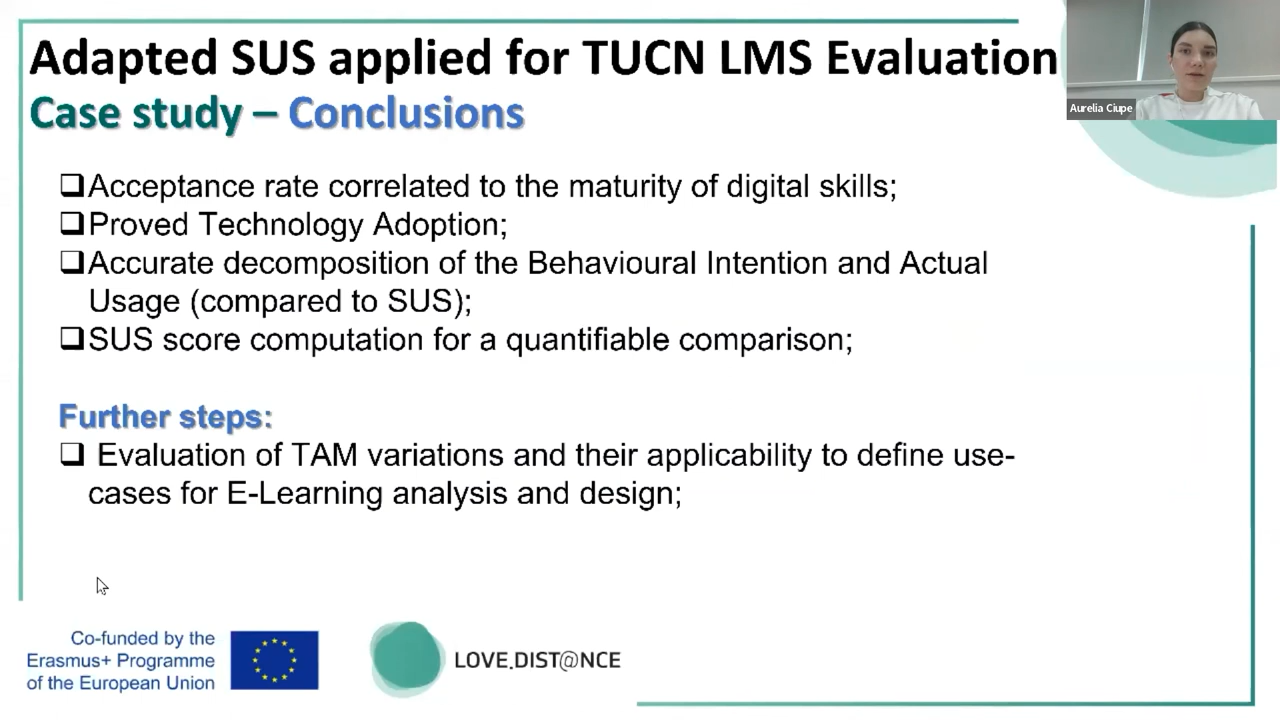 Adapted SUS applied for TUCN LMS Evaluation
Case study – Conclusions
Aurelia Ciupe
❑Acceptance rate correlated to the maturity of digital skills;
❑Proved Technology Adoption;
❑Accurate decomposition of the Behavioural Intention and Actual
Usage (compared to SUS);
❑SUS score computation for a quantifiable comparison;
Further steps:
❑ Evaluation of TAM variations and their applicability to define use-
cases for E-Learning analysis and design;
Co-funded by the
Erasmus+ Programme
of the European Union
LOVE.DIST@NCE